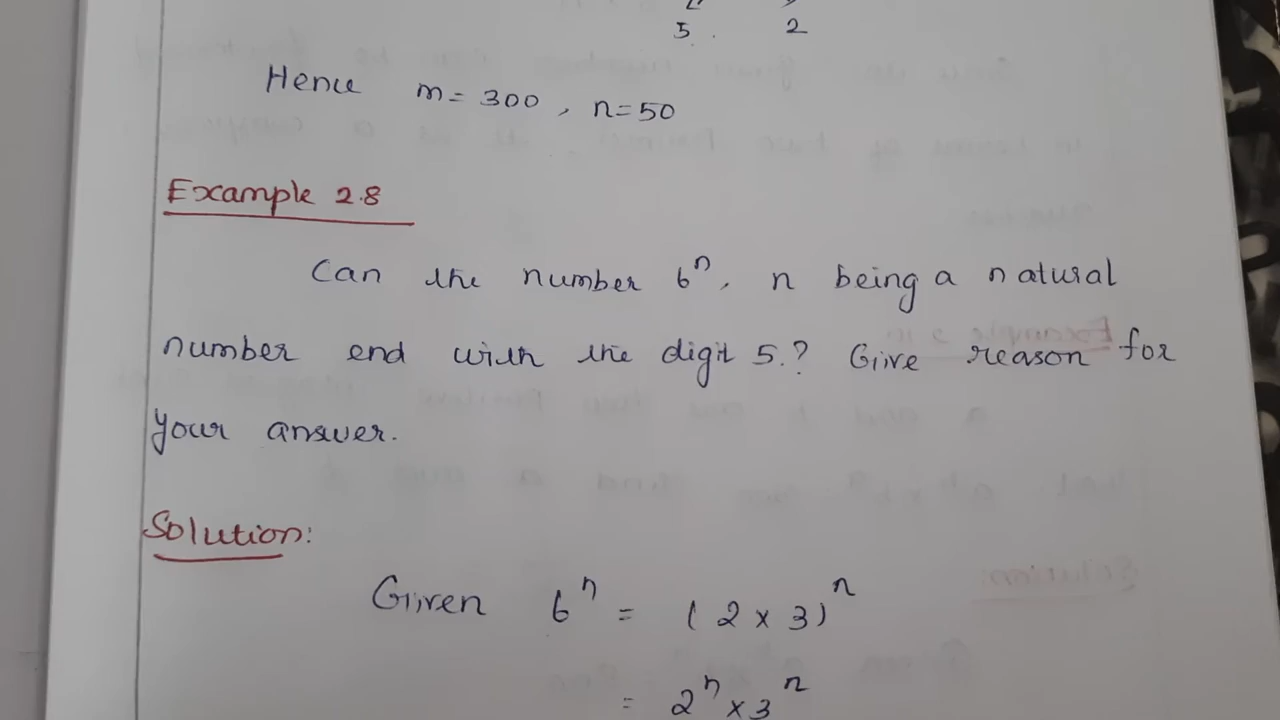 5. 2
Hence m = 300, n = 50
Example 2.8
Can the number 6ⁿ, n being a natural
number end with the digit 5.? Give reason for
your answer.
Solution:
Given 6ⁿ = (2 × 3)ⁿ
= 2ⁿ × 3ⁿ